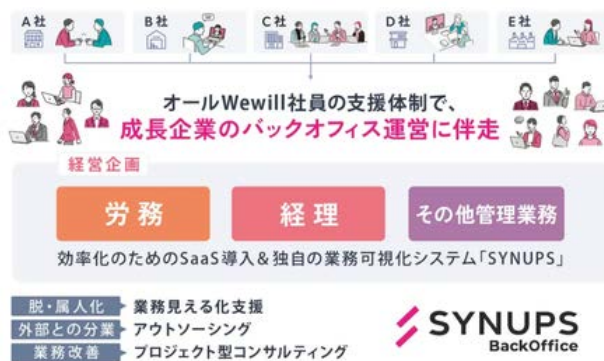 A社 B社 C社 D社 E社
オールWewill社員の支援体制で、
成長企業のバックオフィス運営に伴走
経営企画
労務 経理 その他管理業務
効率化のためのSaaS導入&独自の業務可視化システム「SYNUPS」
脱・属人化 業務見える化支援
外部との分業 アウトソーシング
業務改善 プロジェクト型コンサルティング
SYNUPS
BackOffice